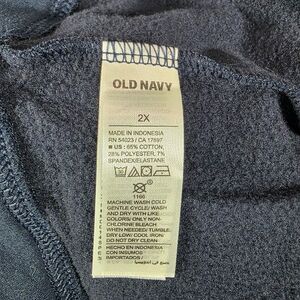 OLD NAVY
2X
MADE IN INDONESIA
RN 54023 / CA 17897
US: 65% COTTON,
28% POLYESTER, 7%
SPANDEX/ELASTANE
30
1166
MACHINE WASH COLD
GENTLE CYCLE/ WASH
AND DRY WITH LIKE
COLORS/ ONLY NON-
CHLORINE BLEACH
WHEN NEEDED/ TUMBLE
DRY LOW/ COOL IRON/
DO NOT DRY CLEAN
HECHO EN INDONESIA
CON INSUMOS